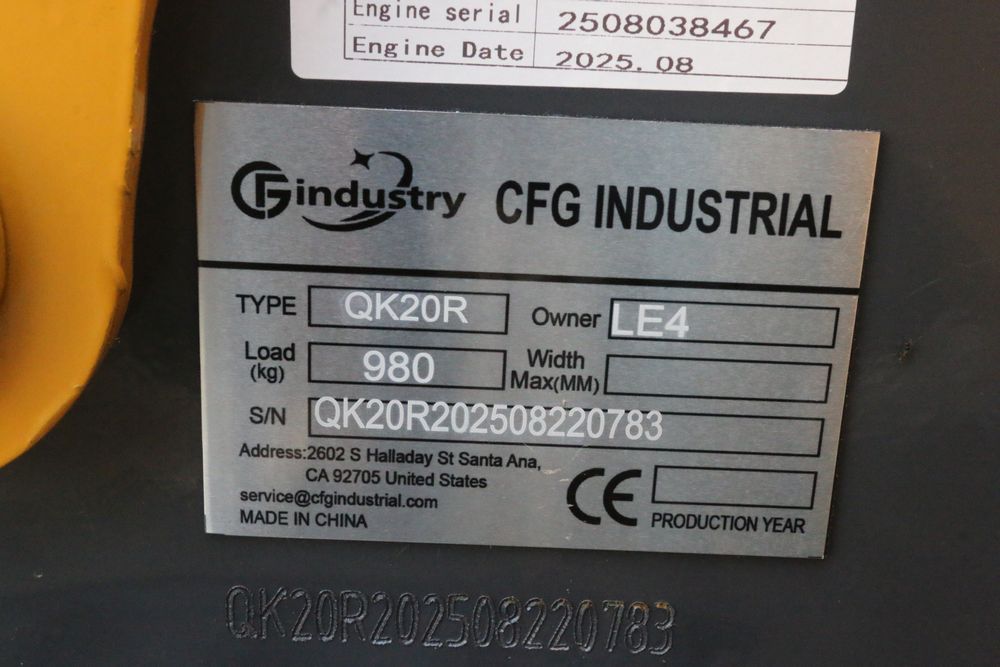 Engine serial 2508038467
Engine Date 2025.08
CFG industry CFG INDUSTRIAL
TYPE QK20R Owner LE4
Load (kg) 980 Width Max(MM)
S/N QK20R202508220783
Address:2602 S Halladay St Santa Ana,
CA 92705 United States
service@cfgindustrial.com
MADE IN CHINA
CE
PRODUCTION YEAR
QK20R202508220783